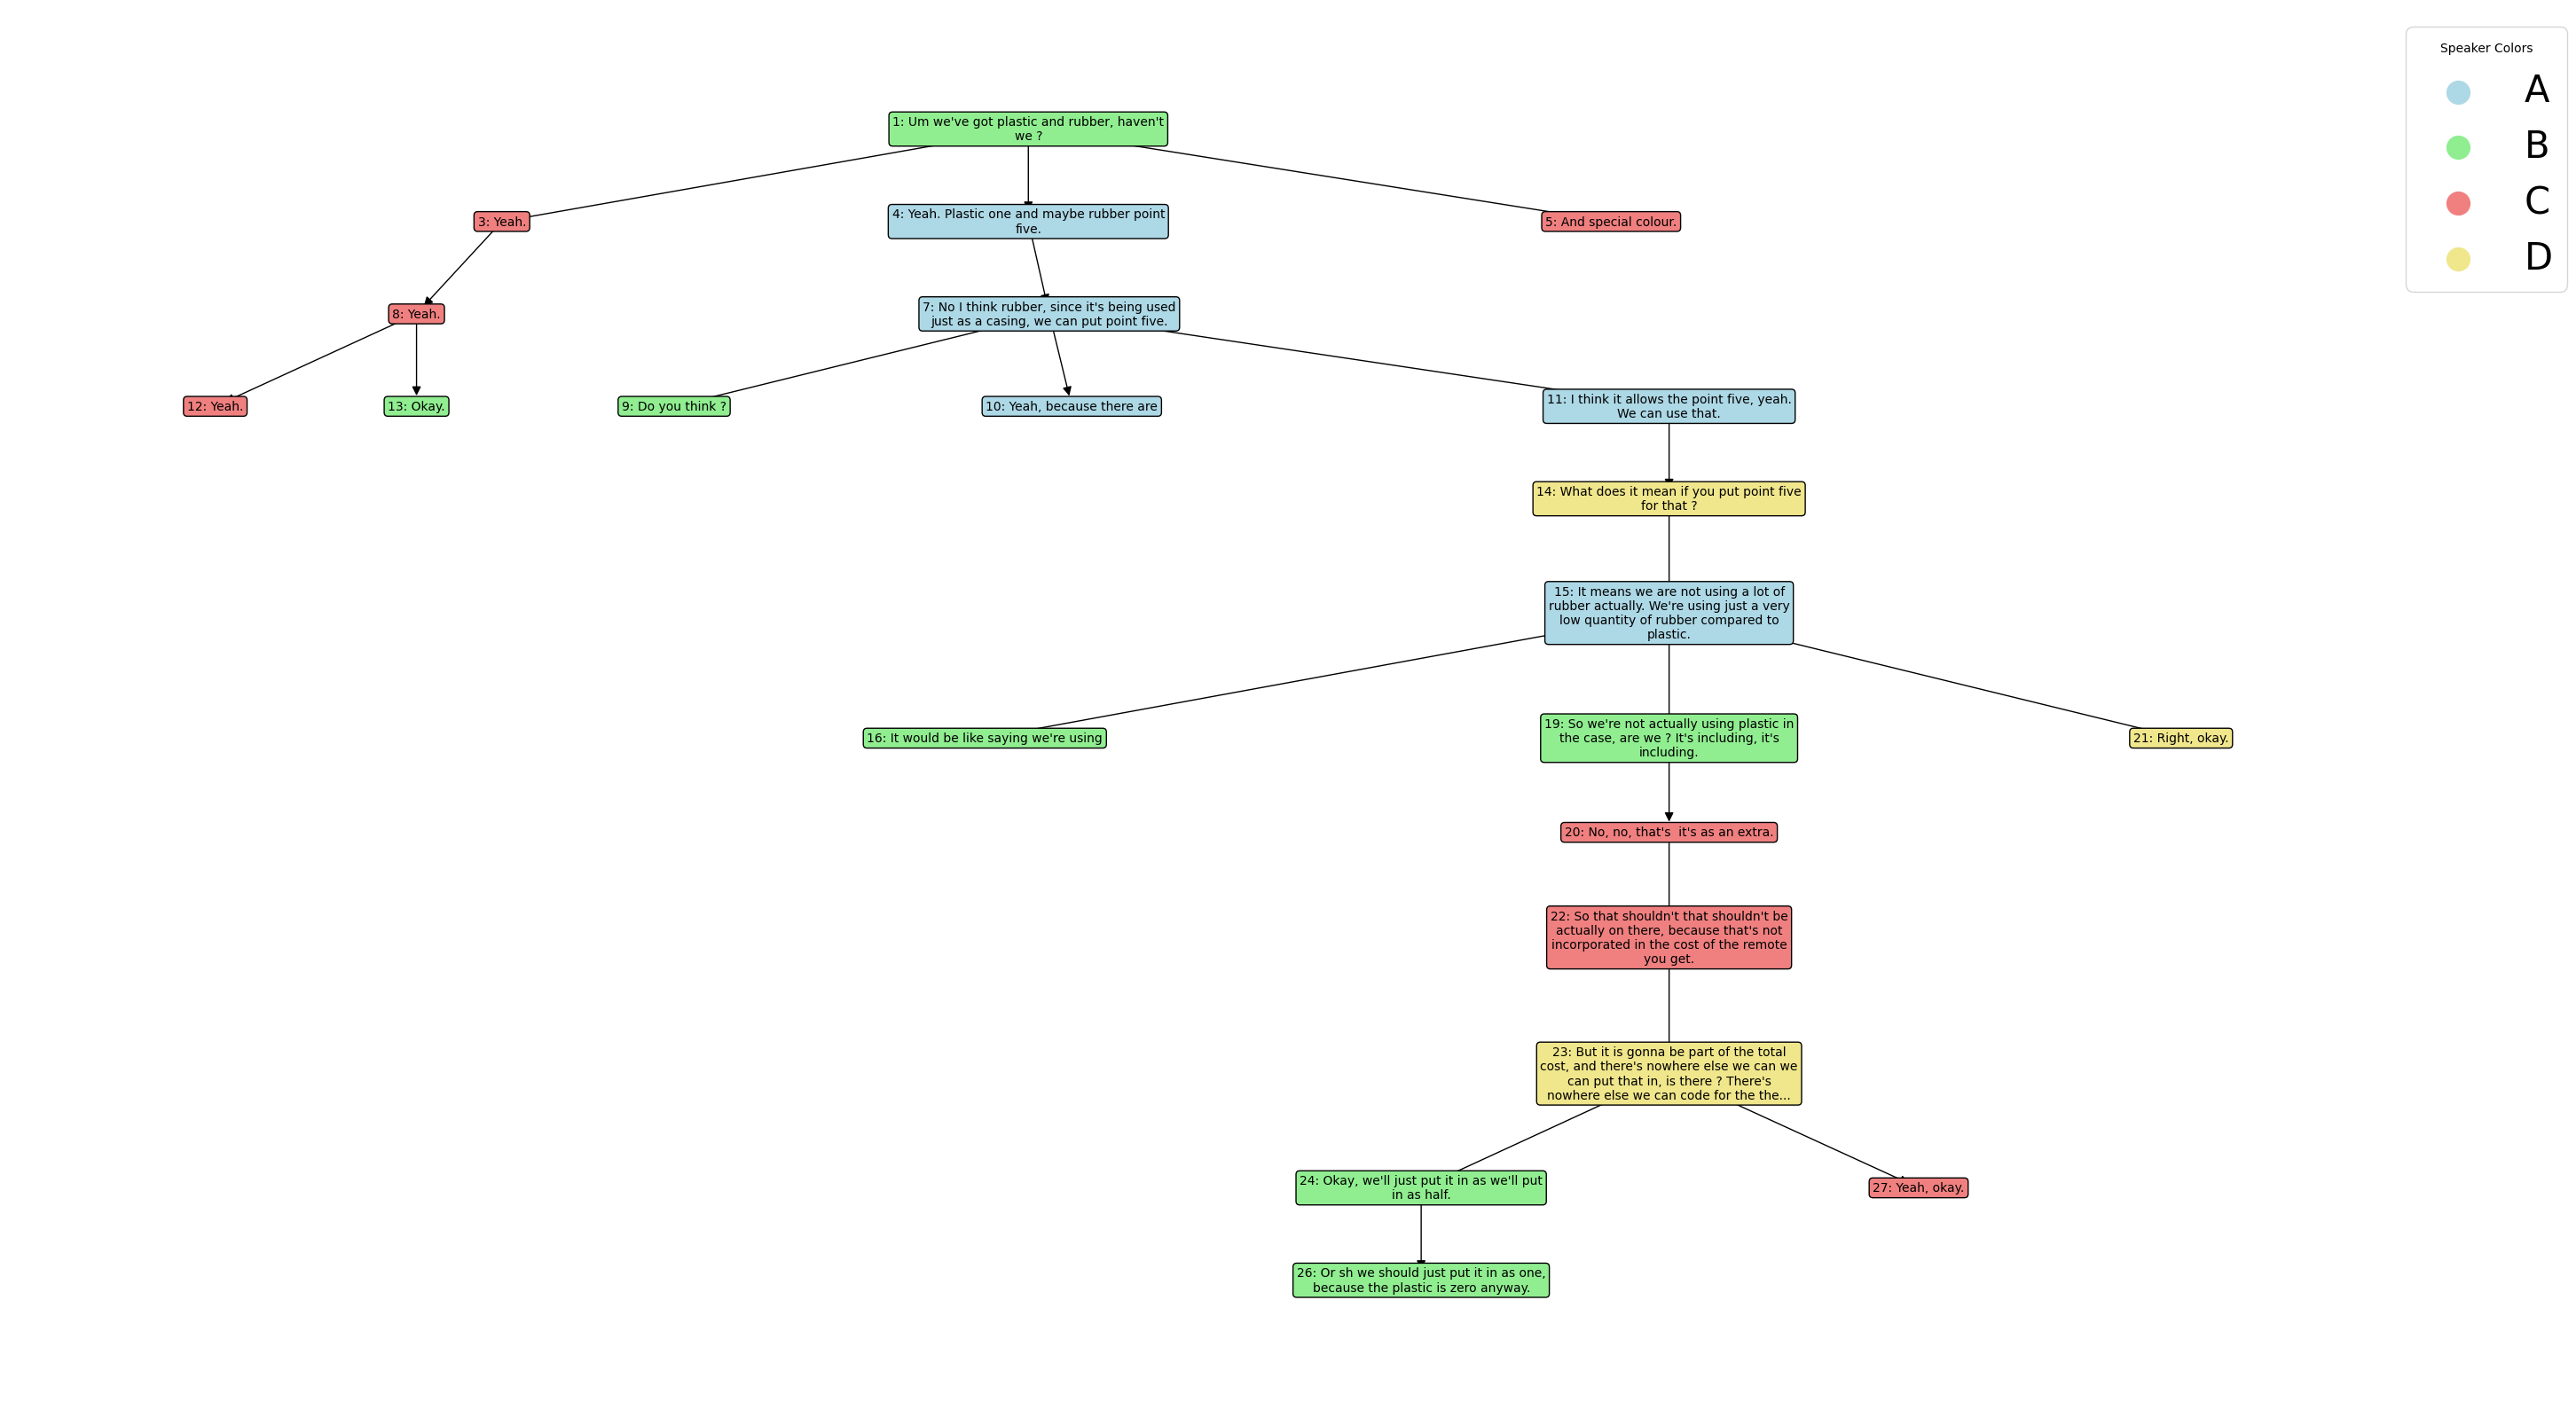 Speaker Colors
A
B
C
D
1: Um we've got plastic and rubber, haven't
we ?
3: Yeah.
4: Yeah. Plastic one and maybe rubber point
five.
5: And special colour.
8: Yeah.
7: No I think rubber, since it's being used
just as a casing, we can put point five.
12: Yeah.
13: Okay.
9: Do you think ?
10: Yeah, because there are
11: I think it allows the point five, yeah.
We can use that.
14: What does it mean if you put point five
for that ?
15: It means we are not using a lot of
rubber actually. We're using just a very
low quantity of rubber compared to
plastic.
16: It would be like saying we're using
19: So we're not actually using plastic in
the case, are we ? It's including, it's
including.
21: Right, okay.
20: No, no, that's  it's as an extra.
22: So that shouldn't that shouldn't be
actually on there, because that's not
incorporated in the cost of the remote
you get.
23: But it is gonna be part of the total
cost, and there's nowhere else we can we
can put that in, is there ? There's
nowhere else we can code for the the...
24: Okay, we'll just put it in as we'll put
in as half.
27: Yeah, okay.
26: Or sh we should just put it in as one,
because the plastic is zero anyway.